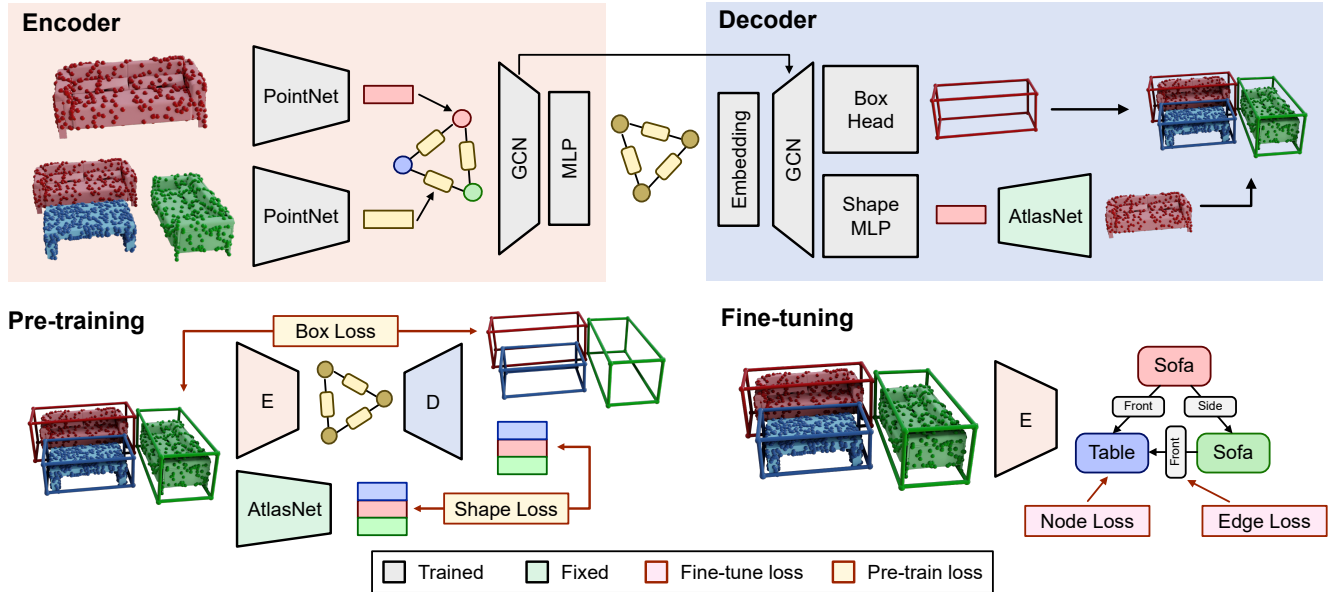 Encoder
PointNet
PointNet
GCN
MLP
Decoder
Embedding
GCN
Box
Head
Shape
MLP
AtlasNet
Pre-training
Box Loss
E
D
AtlasNet
Shape Loss
Fine-tuning
E
Sofa
Front
Side
Table
Front
Sofa
Node Loss
Edge Loss
Trained
Fixed
Fine-tune loss
Pre-train loss